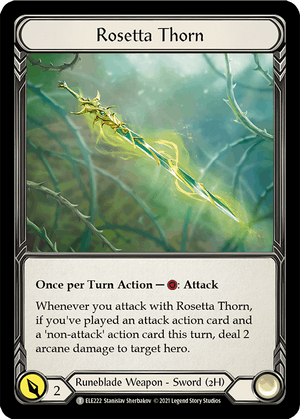 Rosetta Thorn
Once per Turn Action — : Attack
Whenever you attack with Rosetta Thorn,
if you've played an attack action card and
a 'non-attack' action card this turn, deal 2
arcane damage to target hero.
2
Runeblade Weapon - Sword (2H)
ELE222 Stanislav Sherbakov © 2021 Legend Story Studios